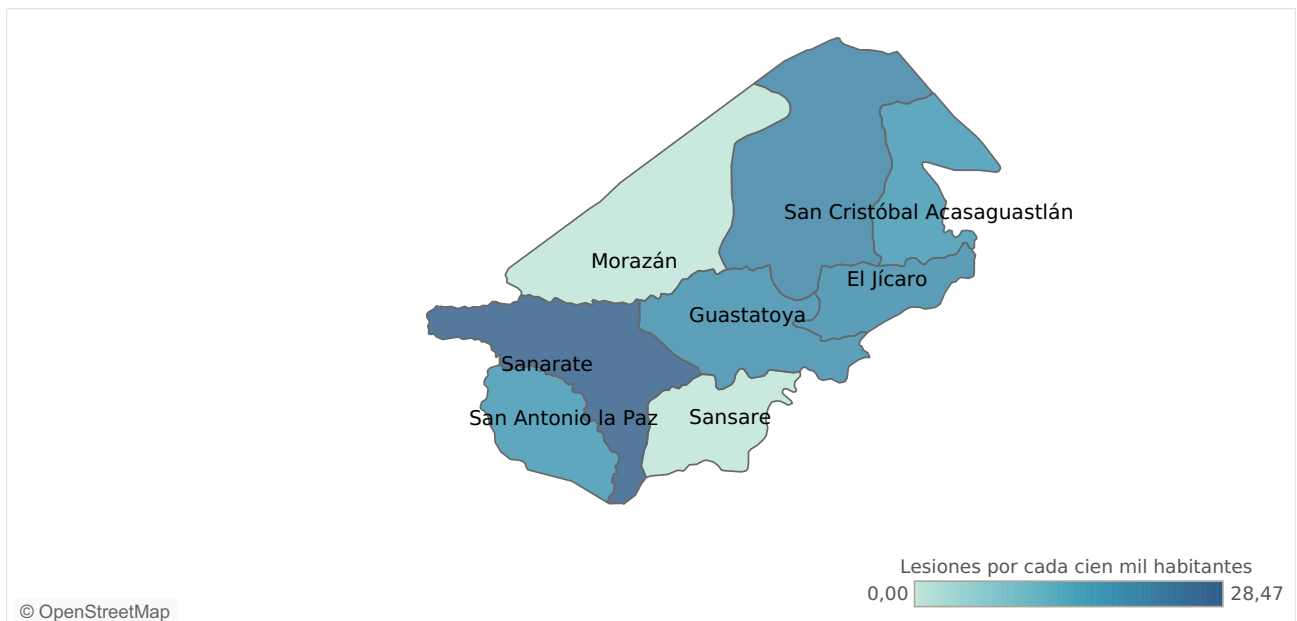 San Cristóbal Acasaguastlán
Morazán
El Jícaro
Guastatoya
Sanarate
San Antonio la Paz
Sansare
Lesiones por cada cien mil habitantes
0,00
28,47
© OpenStreetMap